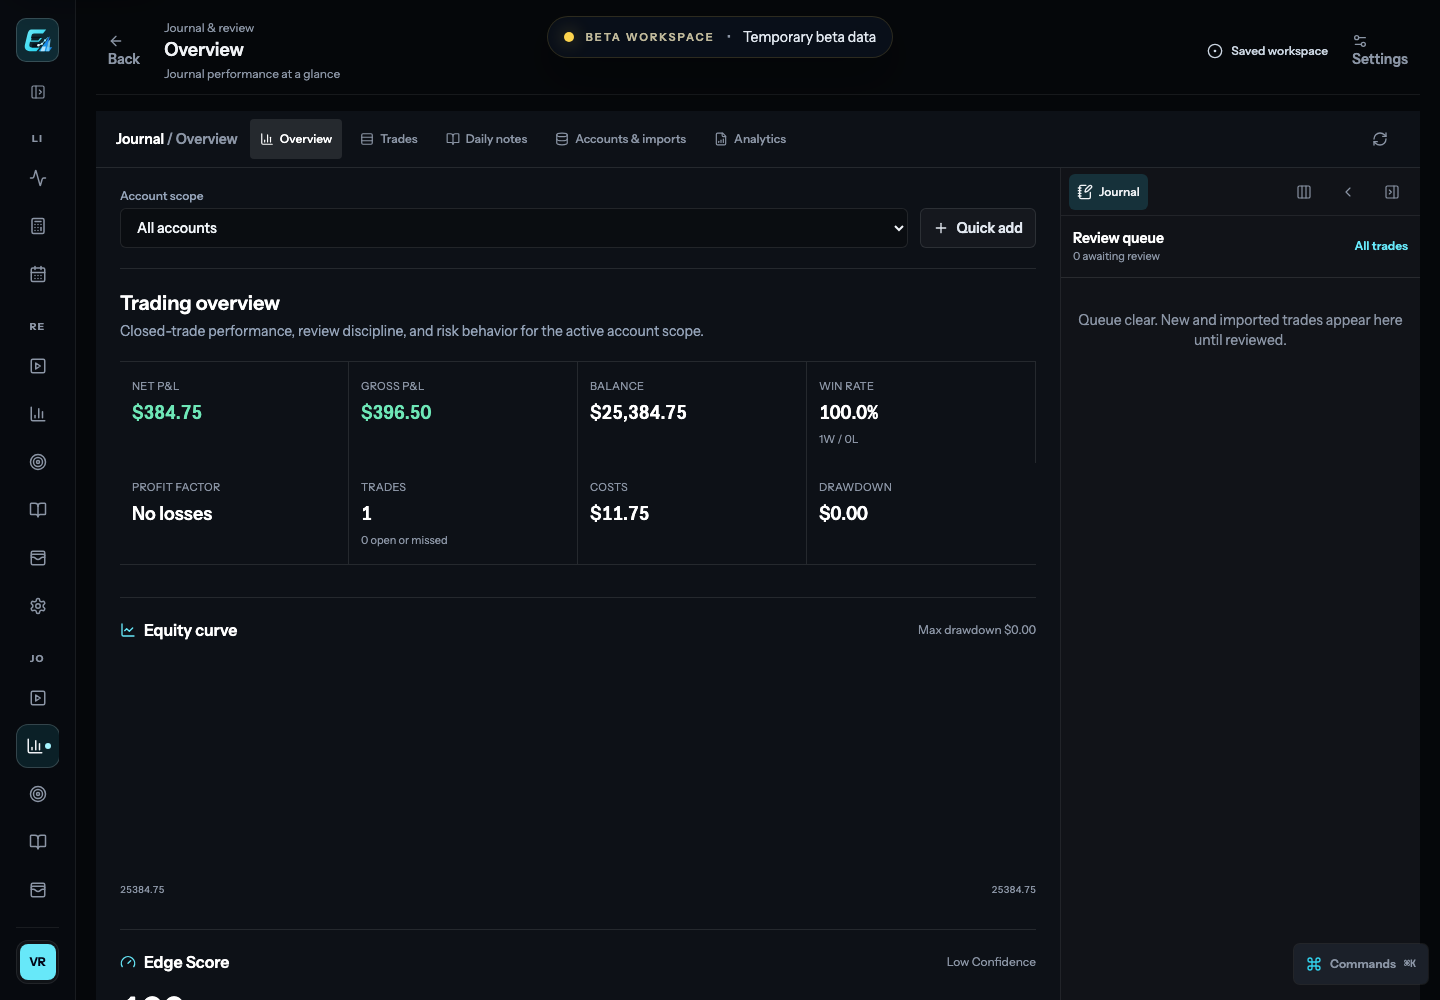 Back
Journal & review
Overview
Journal performance at a glance
BETA WORKSPACE • Temporary beta data
Saved workspace
Settings
LI
RE
JO
VR
Journal / Overview
Overview
Trades
Daily notes
Accounts & imports
Analytics
Account scope
All accounts
Quick add
Trading overview
Closed-trade performance, review discipline, and risk behavior for the active account scope.
NET P&L
$384.75
GROSS P&L
$396.50
BALANCE
$25,384.75
WIN RATE
100.0%
1W / 0L
PROFIT FACTOR
No losses
TRADES
1
0 open or missed
COSTS
$11.75
DRAWDOWN
$0.00
Equity curve
Max drawdown $0.00
25384.75
25384.75
Edge Score
Low Confidence
Journal
Review queue
0 awaiting review
All trades
Queue clear. New and imported trades appear here
until reviewed.
Commands ⌘K